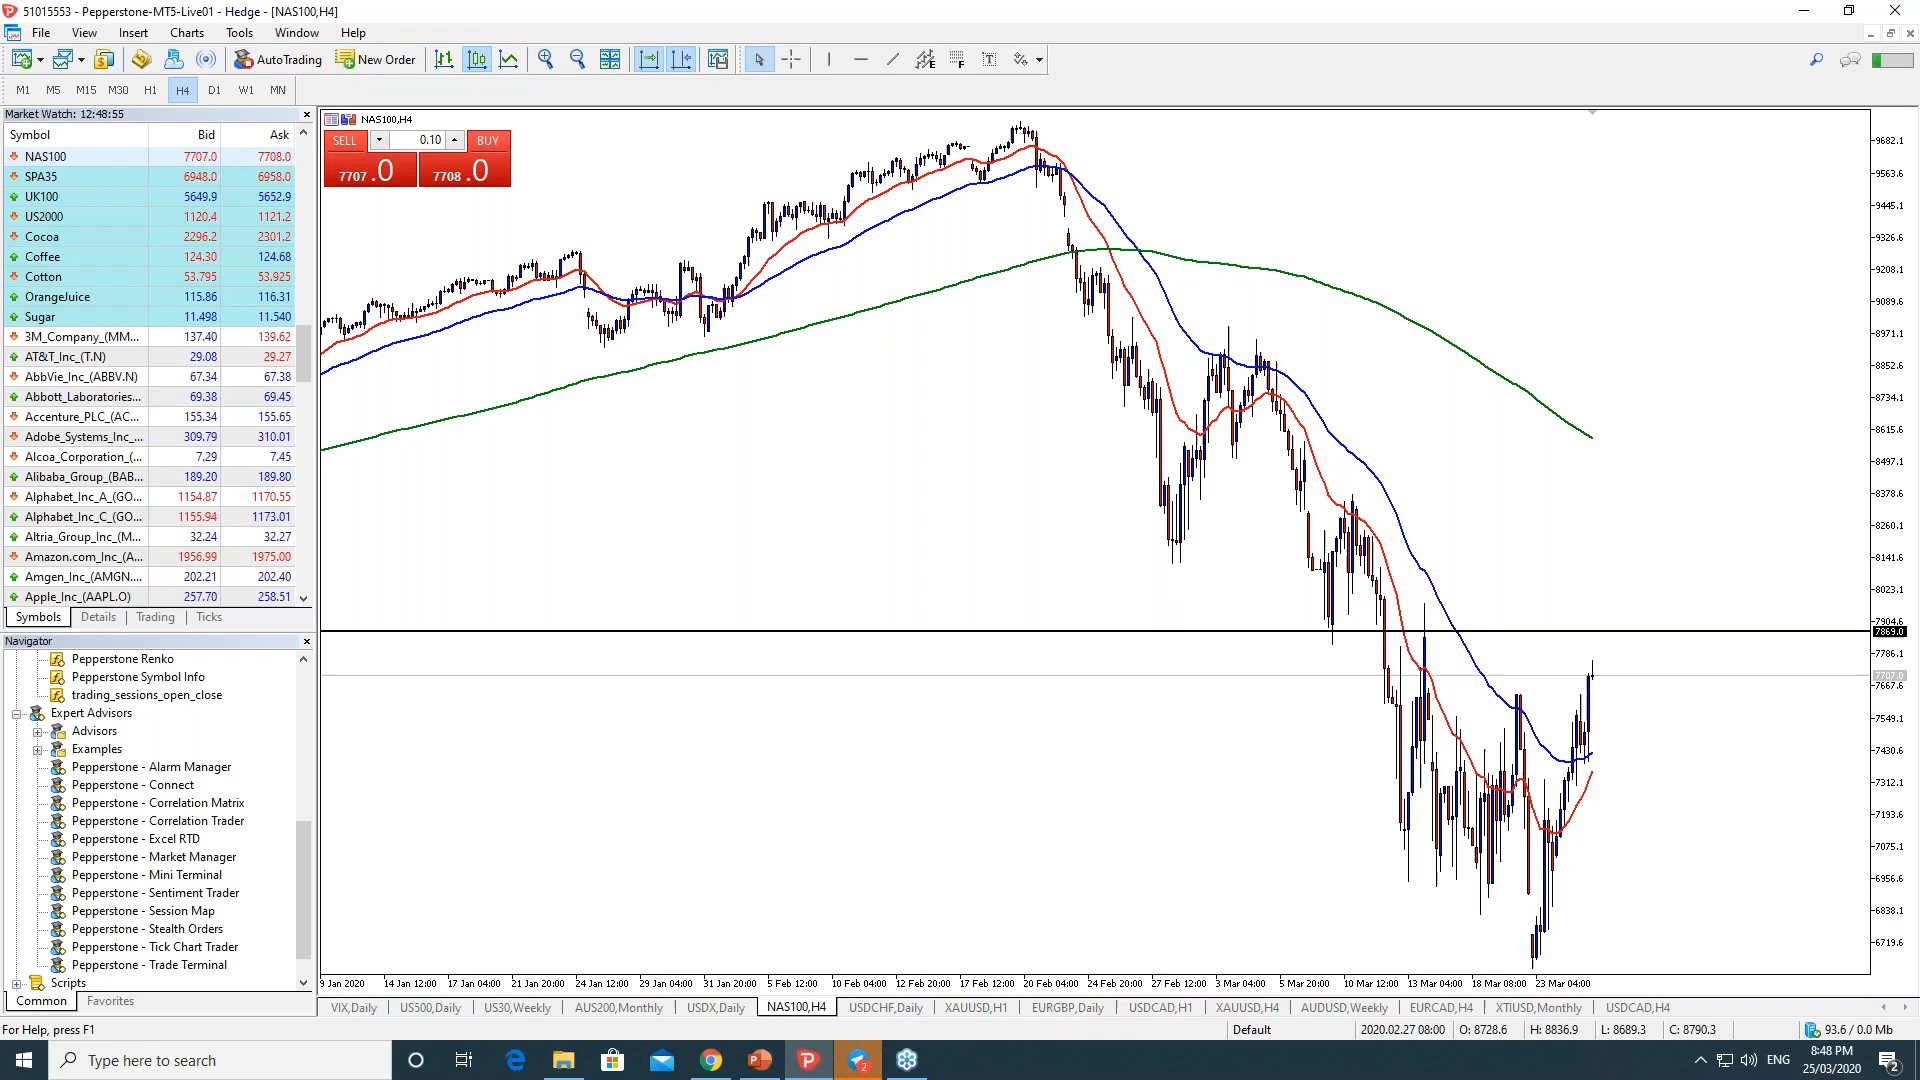 51015553 - Pepperstone-MT5-Live01 - Hedge - [NAS100,H4]
File View Insert Charts Tools Window Help
AutoTrading New Order
M1 M5 M15 M30 H1 H4 D1 W1 MN
Market Watch: 12:48:55
Symbol Bid Ask
NAS100 7707.0 7708.0
SPA35 6948.0 6958.0
UK100 5649.9 5652.9
US2000 1120.4 1121.2
Cocoa 2296.2 2301.2
Coffee 124.30 124.68
Cotton 53.795 53.925
OrangeJuice 115.86 116.31
Sugar 11.498 11.540
3M_Company_(MM... 137.40 139.62
AT&T_Inc_(T.N) 29.08 29.27
AbbVie_Inc_(ABBV.N) 67.34 67.38
Abbott_Laboratories... 69.38 69.45
Accenture_PLC_(AC... 155.34 155.65
Adobe_Systems_Inc_... 309.79 310.01
Alcoa_Corporation_(... 7.29 7.45
Alibaba_Group_(BAB... 189.20 189.80
Alphabet_Inc_A_(GO... 1154.87 1170.55
Alphabet_Inc_C_(GO... 1155.94 1173.01
Altria_Group_Inc_(M... 32.24 32.27
Amazon.com_Inc_(A... 1956.99 1975.00
Amgen_Inc_(AMGN.... 202.21 202.40
Apple_Inc_(AAPL.O) 257.70 258.51
Symbols Details Trading Ticks
Navigator
Pepperstone Renko
Pepperstone Symbol Info
trading_sessions_open_close
Expert Advisors
Advisors
Examples
Pepperstone - Alarm Manager
Pepperstone - Connect
Pepperstone - Correlation Matrix
Pepperstone - Correlation Trader
Pepperstone - Excel RTD
Pepperstone - Market Manager
Pepperstone - Mini Terminal
Pepperstone - Sentiment Trader
Pepperstone - Session Map
Pepperstone - Stealth Orders
Pepperstone - Tick Chart Trader
Pepperstone - Trade Terminal
Scripts
Common Favorites
NAS100,H4
SELL 0.10 BUY
7707.0 7708.0
9682.1
9563.6
9445.1
9326.6
9208.1
9089.6
8971.1
8852.6
8734.1
8615.6
8497.1
8378.6
8260.1
8141.6
8023.1
7904.6
7869.0
7786.1
7707.0
7667.6
7549.1
7430.6
7312.1
7193.6
7075.1
6956.6
6838.1
6719.6
9 Jan 2020 14 Jan 12:00 17 Jan 04:00 21 Jan 20:00 24 Jan 12:00 29 Jan 04:00 31 Jan 20:00 5 Feb 12:00 10 Feb 04:00 12 Feb 20:00 17 Feb 12:00 20 Feb 04:00 24 Feb 20:00 27 Feb 12:00 3 Mar 04:00 5 Mar 20:00 10 Mar 12:00 13 Mar 04:00 18 Mar 08:00 23 Mar 04:00
VIX,Daily US500,Daily US30,Weekly AUS200,Monthly USDX,Daily NAS100,H4 USDCHF,Daily XAUUSD,H1 EURGBP,Daily USDCAD,H1 XAUUSD,H4 AUDUSD,Weekly EURCAD,H4 XTIUSD,Monthly USDCAD,H4
For Help, press F1 Default 2020.02.27 08:00 O: 8728.6 H: 8836.9 L: 8689.3 C: 8790.3 93.6 / 0.0 Mb
Type here to search
2
ENG
8:48 PM
25/03/2020
2